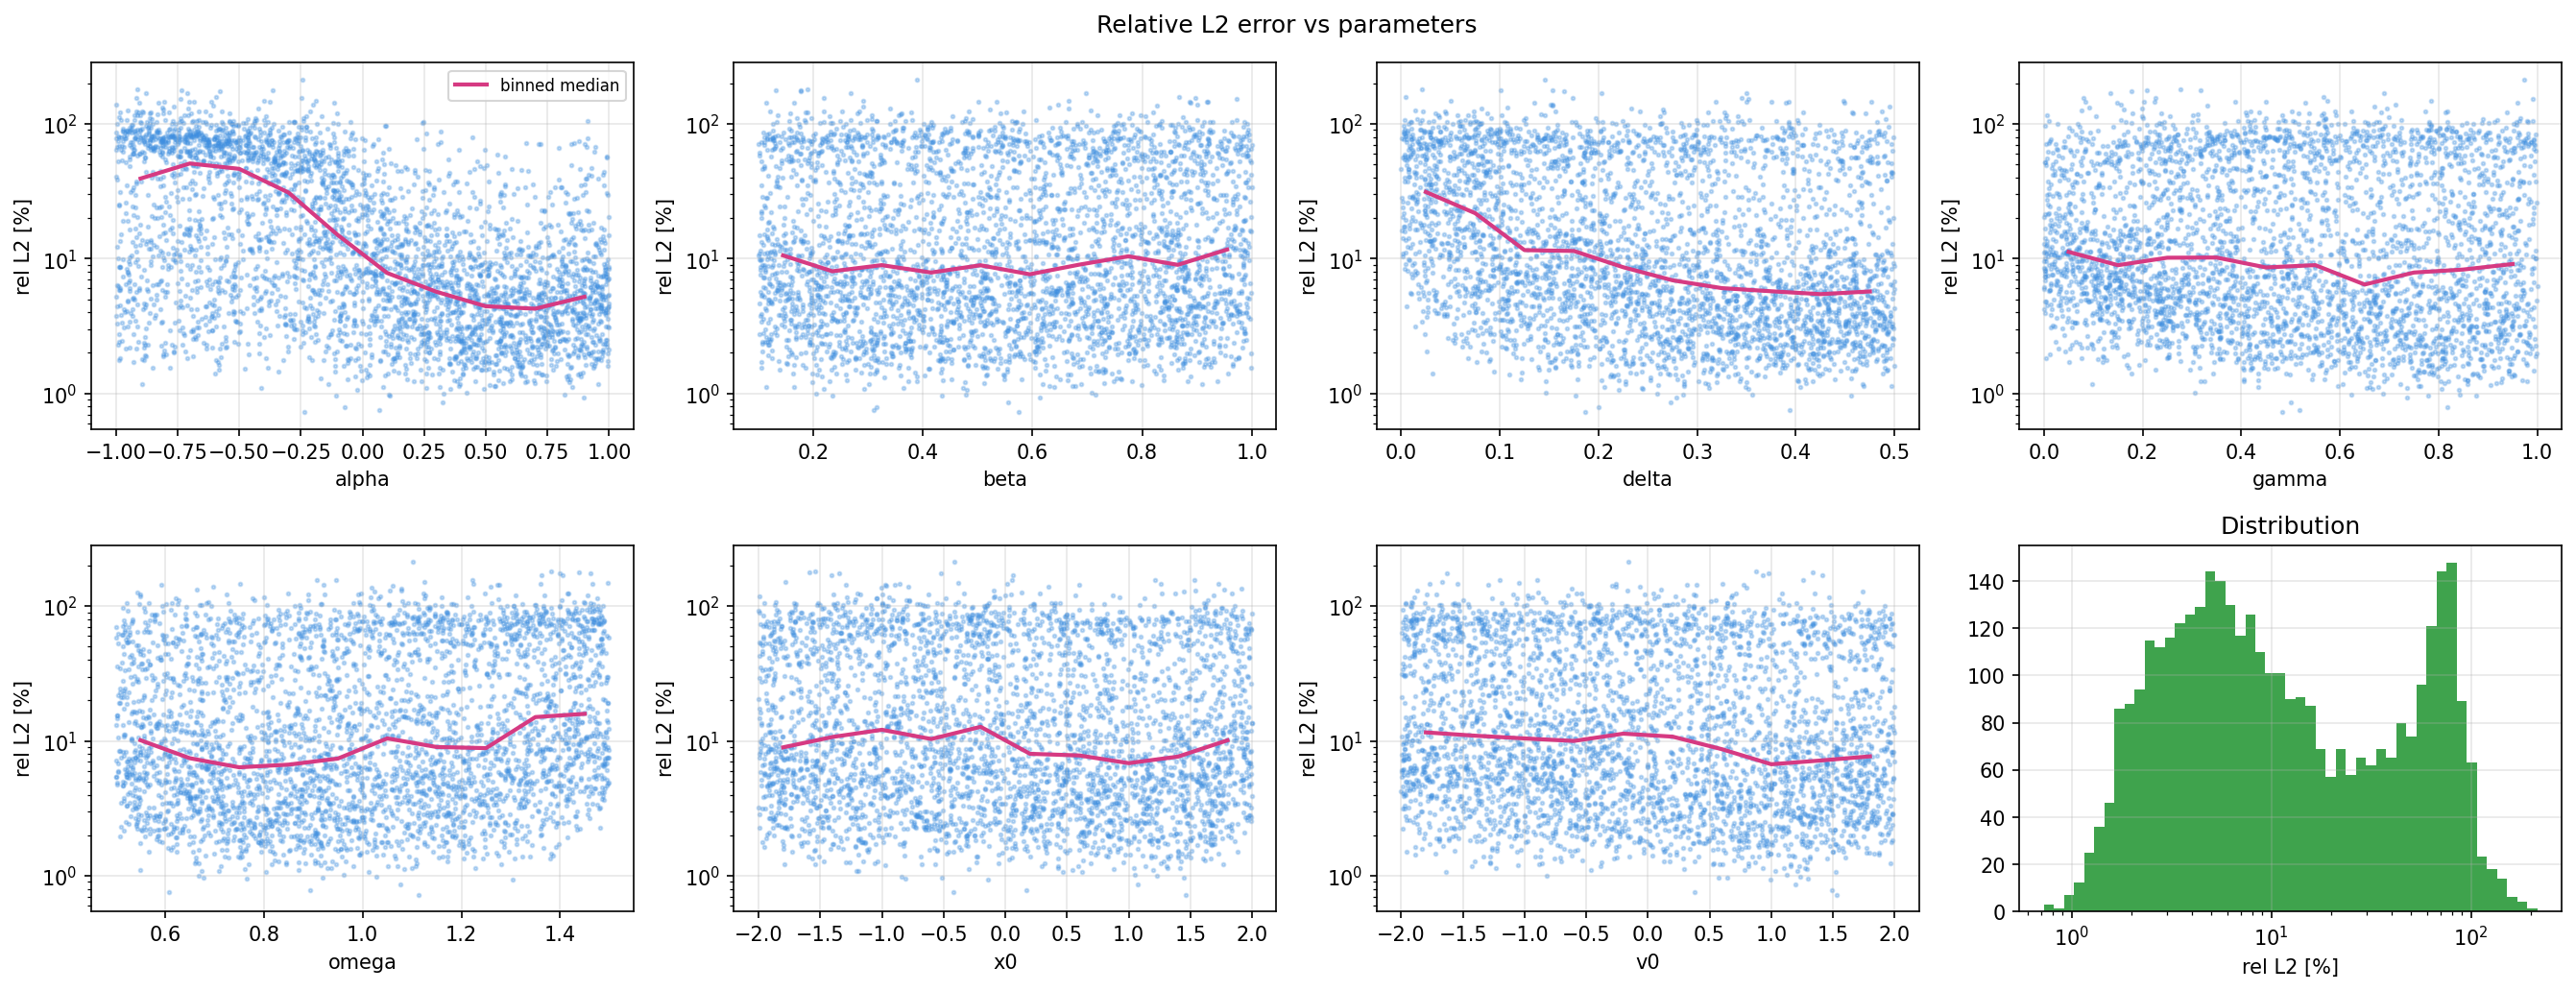 Relative L2 error vs parameters
binned median
rel L2 [%]
10²
10¹
10⁰
−1.00 −0.75 −0.50 −0.25 0.00 0.25 0.50 0.75 1.00
alpha
rel L2 [%]
10²
10¹
10⁰
0.2 0.4 0.6 0.8 1.0
beta
rel L2 [%]
10²
10¹
10⁰
0.0 0.1 0.2 0.3 0.4 0.5
delta
rel L2 [%]
10²
10¹
10⁰
0.0 0.2 0.4 0.6 0.8 1.0
gamma
rel L2 [%]
10²
10¹
10⁰
0.6 0.8 1.0 1.2 1.4
omega
rel L2 [%]
10²
10¹
10⁰
−2.0 −1.5 −1.0 −0.5 0.0 0.5 1.0 1.5 2.0
x0
rel L2 [%]
10²
10¹
10⁰
−2.0 −1.5 −1.0 −0.5 0.0 0.5 1.0 1.5 2.0
v0
Distribution
140
120
100
80
60
40
20
0
10⁰ 10¹ 10²
rel L2 [%]